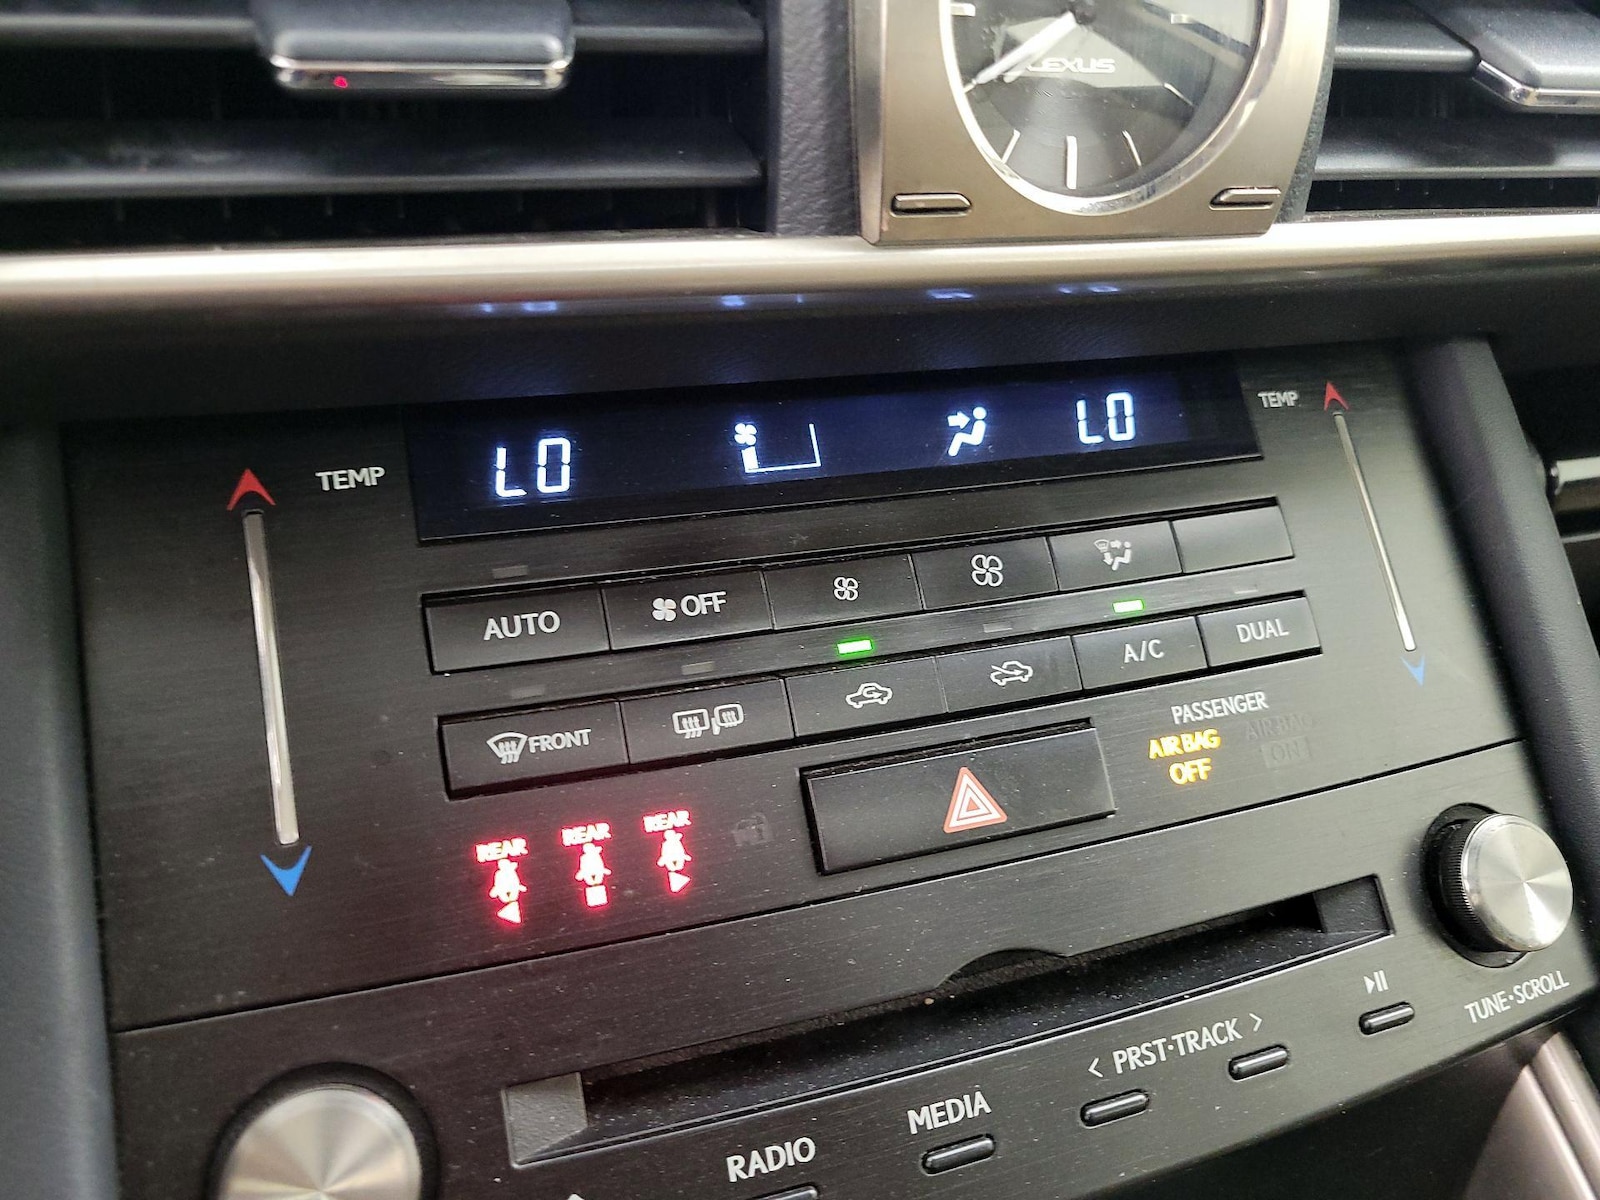 LEXUS
TEMP
LO
LO
TEMP
AUTO
OFF
FRONT
A/C
DUAL
PASSENGER
AIR BAG
OFF
AIR BAG
ON
REAR
REAR
REAR
TUNE·SCROLL
< PRST·TRACK >
MEDIA
RADIO